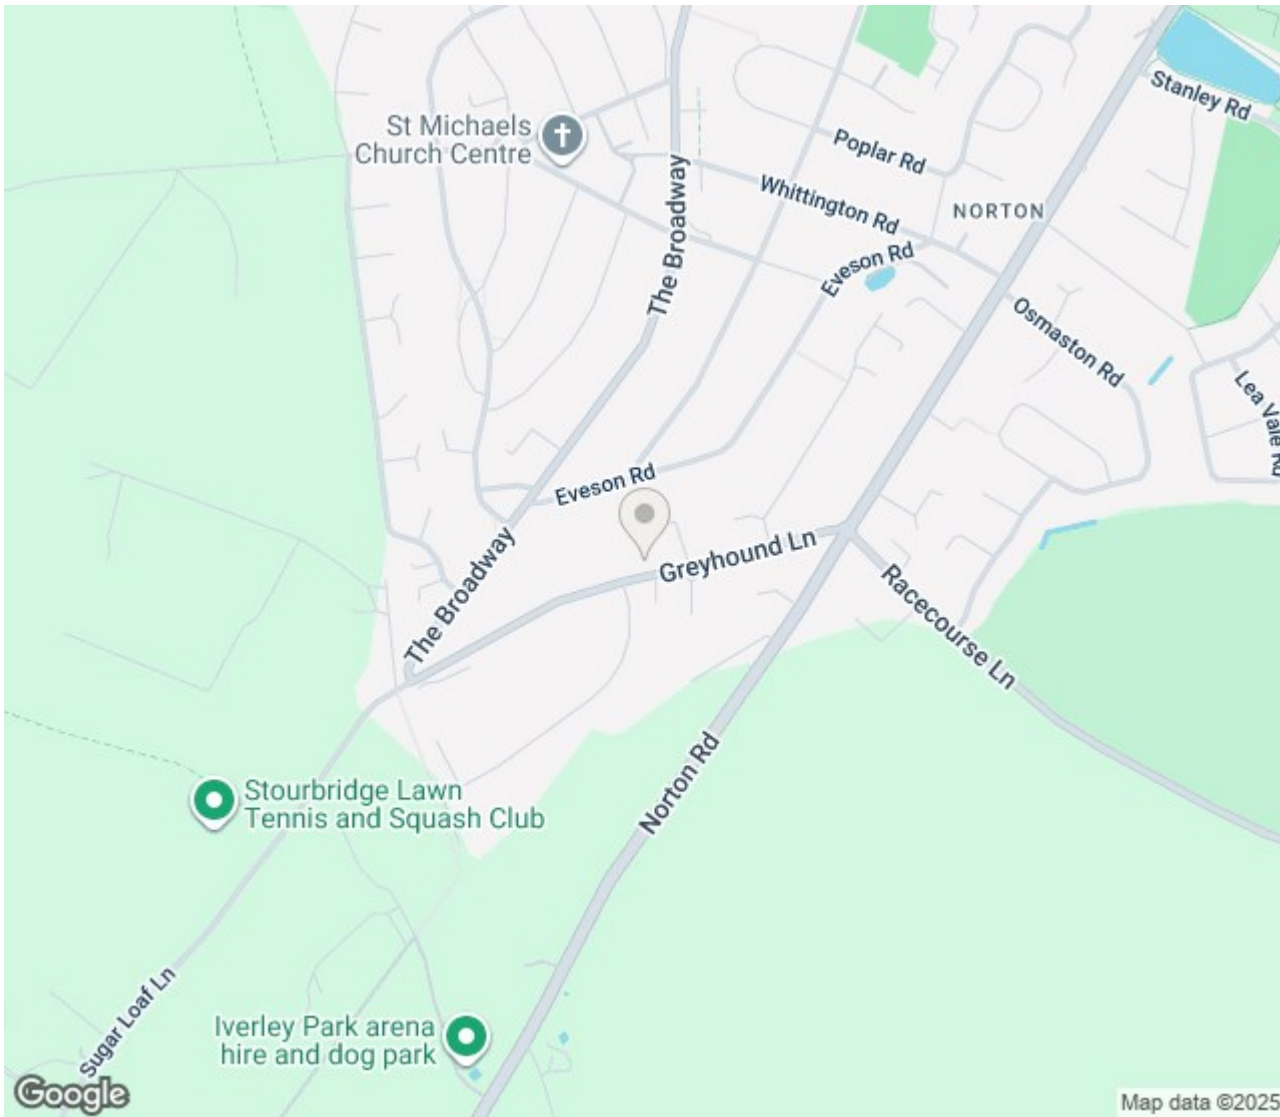 Stanley Rd
St Michaels
Church Centre
Poplar Rd
Whittington Rd
NORTON
The Broadway
Eveson Rd
Osmaston Rd
Lea Vale Rd
Eveson Rd
Greyhound Ln
The Broadway
Racecourse Ln
Norton Rd
Stourbridge Lawn
Tennis and Squash Club
Sugar Loaf Ln
Iverley Park arena
hire and dog park
Google
Map data ©2025